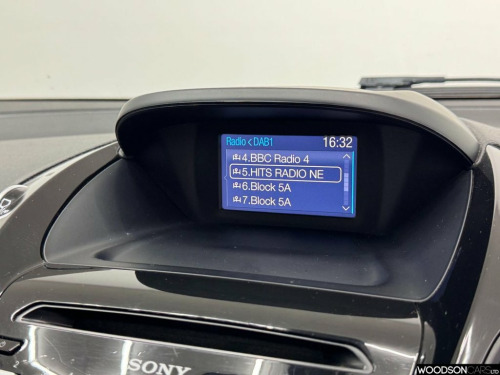 Radio < DAB1 16:32
4.BBC Radio 4
5.HITS RADIO NE
6.Block 5A
7.Block 5A
SONY
WOODSONCARS LTD